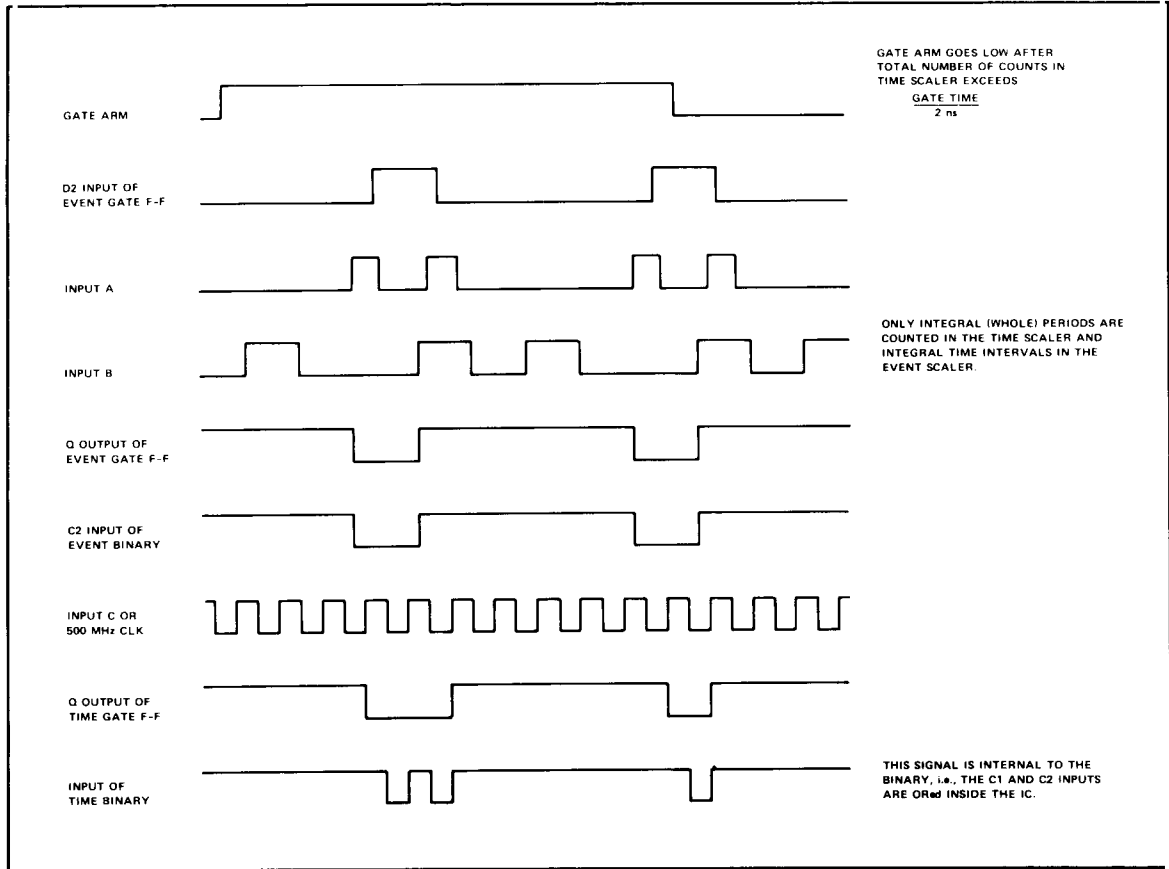 GATE ARM GOES LOW AFTER
TOTAL NUMBER OF COUNTS IN
TIME SCALER EXCEEDS
GATE TIME
2 ns
GATE ARM
D2 INPUT OF
EVENT GATE F-F
INPUT A
ONLY INTEGRAL (WHOLE) PERIODS ARE
COUNTED IN THE TIME SCALER AND
INTEGRAL TIME INTERVALS IN THE
EVENT SCALER.
INPUT B
Q OUTPUT OF
EVENT GATE F-F
C2 INPUT OF
EVENT BINARY
INPUT C OR
500 MHz CLK
Q OUTPUT OF
TIME GATE F-F
THIS SIGNAL IS INTERNAL TO THE
BINARY, i.e., THE C1 AND C2 INPUTS
ARE ORed INSIDE THE IC.
INPUT OF
TIME BINARY